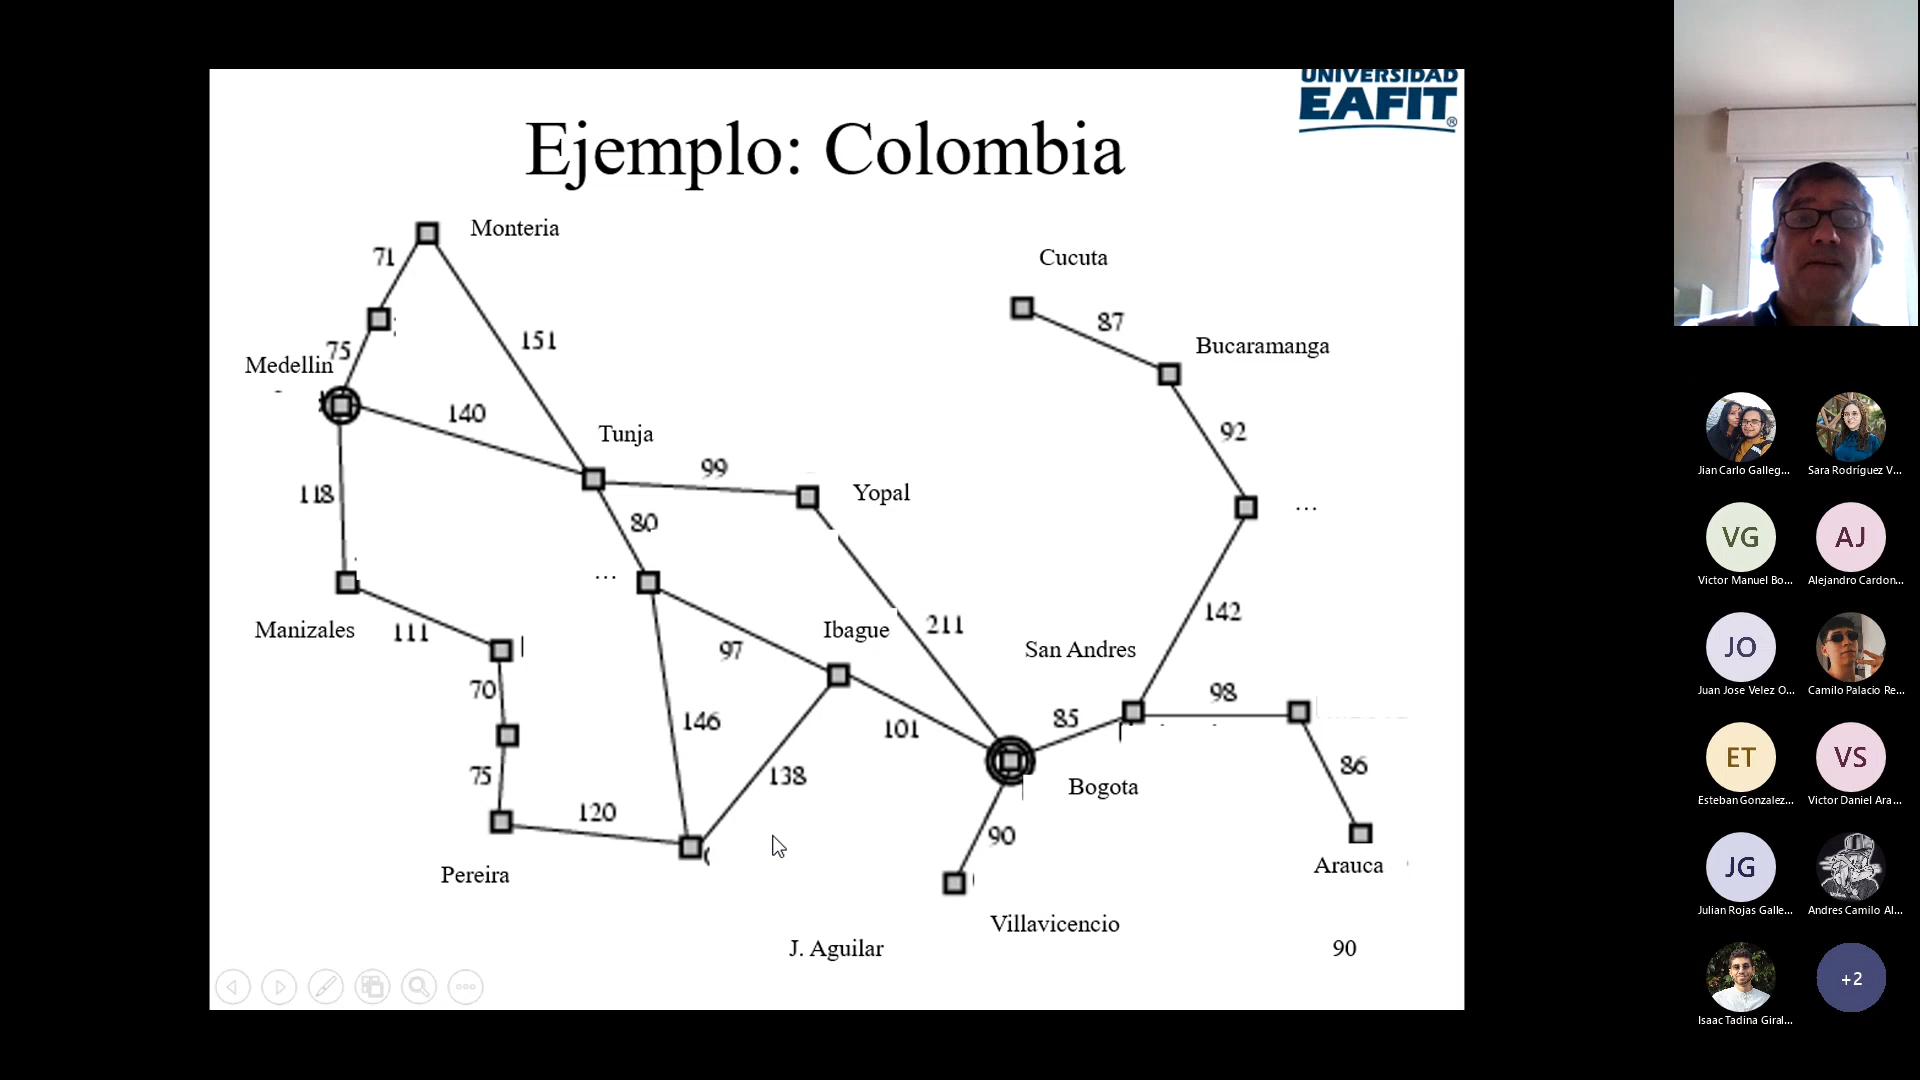 UNIVERSIDAD
EAFIT®
Ejemplo: Colombia
Monteria
71
Cucuta
87
151
Bucaramanga
75
Medellin
140
Tunja
92
99
118
Yopal
...
80
...
142
Manizales
111
Ibague
211
97
San Andres
70
98
146
101
85
75
138
86
Bogota
120
90
Arauca
Pereira
Villavicencio
J. Aguilar
90
Jian Carlo Galleg...
Sara Rodríguez V...
VG
AJ
Victor Manuel Bo...
Alejandro Cardon...
JO
Juan Jose Velez O...
Camilo Palacio Re...
ET
VS
Esteban Gonzalez...
Victor Daniel Ara...
JG
Julian Rojas Galle...
Andres Camilo Al...
+2
Isaac Tadina Giral...